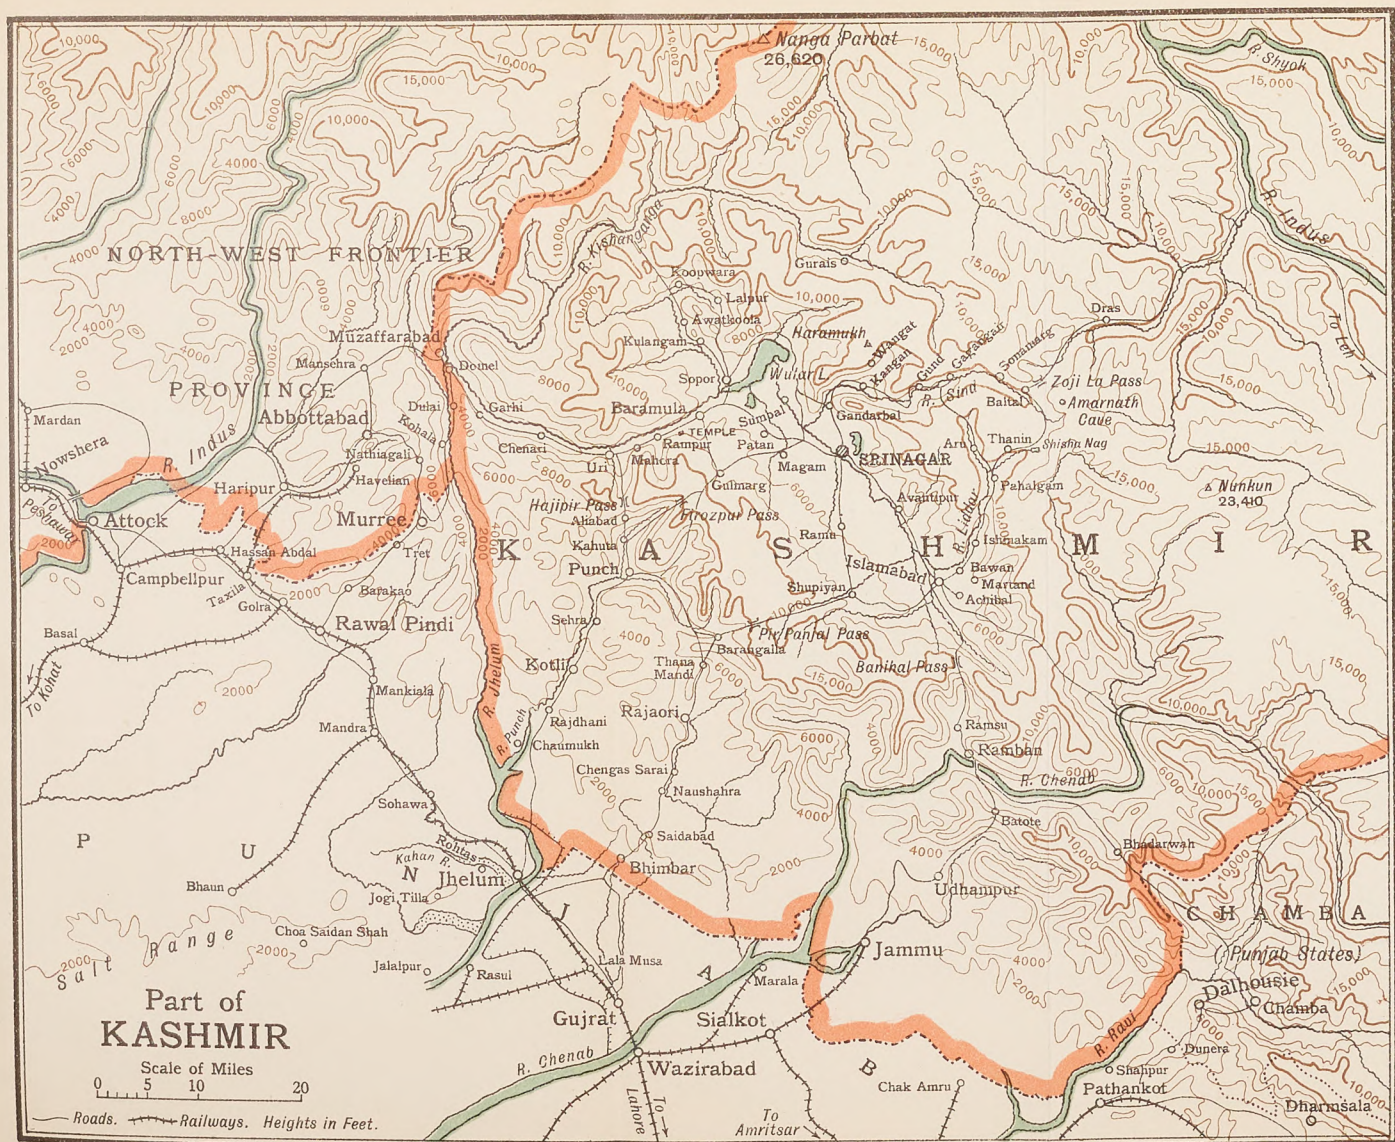 Nanga Parbat
26,620
R. Shyok
R. Indus
To Leh
NORTH-WEST FRONTIER
PROVINCE
R. Kishanganga
Gurais
Koopwara
Lalpur
Awatkoola
Kulangam
Haramukh
Wangat
Kangan
Gund
Gagangan
Sonamarg
Dras
Muzaffarabad
Domel
Mansehra
Abbottabad
Sopor
Wular L.
R. Sind
Baltal
Zoji La Pass
Amarnath
Cave
Mardan
Nowshera
To
Peshawar
R. Indus
Dulai
Garhi
Kohala
Chenari
Baramula
TEMPLE
Sumpal
Gandarbal
Rampur
Patan
Uri
Mahora
Magam
SRINAGAR
Aru
Thanin
Shisha Nag
Nathiagali
Havelian
Haripur
Murree
Attock
Gulmarg
Avantipur
R. Liddar
Pahalgam
Nunkun
23,410
Hajipir Pass
Aliabad
Firozpur Pass
Kahuta
Punch
Ramu
Islamabad
Ishmakam
Bawan
Martand
Achibal
Shupiyan
KASHMIR
Hassan Abdal
Tret
Campbellpur
Taxila
Golra
Barakao
Rawal Pindi
Basal
To Kohat
Sehra
Pir Panjal Pass
Barangalla
Banihal Pass
Kotli
Thana
Mandi
Mankiala
R. Jhelum
R. Punch
Rajdhani
Rajaori
Mandra
Chaumukh
Ramsu
Ramban
R. Chenab
Chengas Sarai
Naushahra
Sohawa
Saidabad
Batote
Rohtas
Kahan R.
Jhelum
Bhimbar
Bhadarwah
Bhaun
Jogi Tilla
Udhampur
PUNJAB
CHAMBA
(Punjab States)
Salt Range
Choa Saidan Shah
Jalalpur
Rasul
Lala Musa
Marala
Jammu
Dalhousie
Chamba
Gujrat
Sialkot
R. Chenab
Wazirabad
R. Ravi
Dunera
Shahpur
Chak Amru
Pathankot
Dharmsala
To
Lahore
To
Amritsar
Part of
KASHMIR
Scale of Miles
0 5 10 20
Roads. Railways. Heights in Feet.